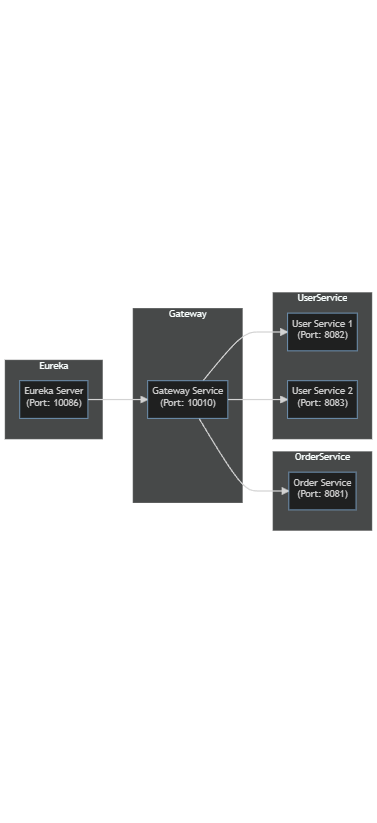 Eureka
Eureka Server
(Port: 10086)
Gateway
Gateway Service
(Port: 10010)
UserService
User Service 1
(Port: 8082)
User Service 2
(Port: 8083)
OrderService
Order Service
(Port: 8081)